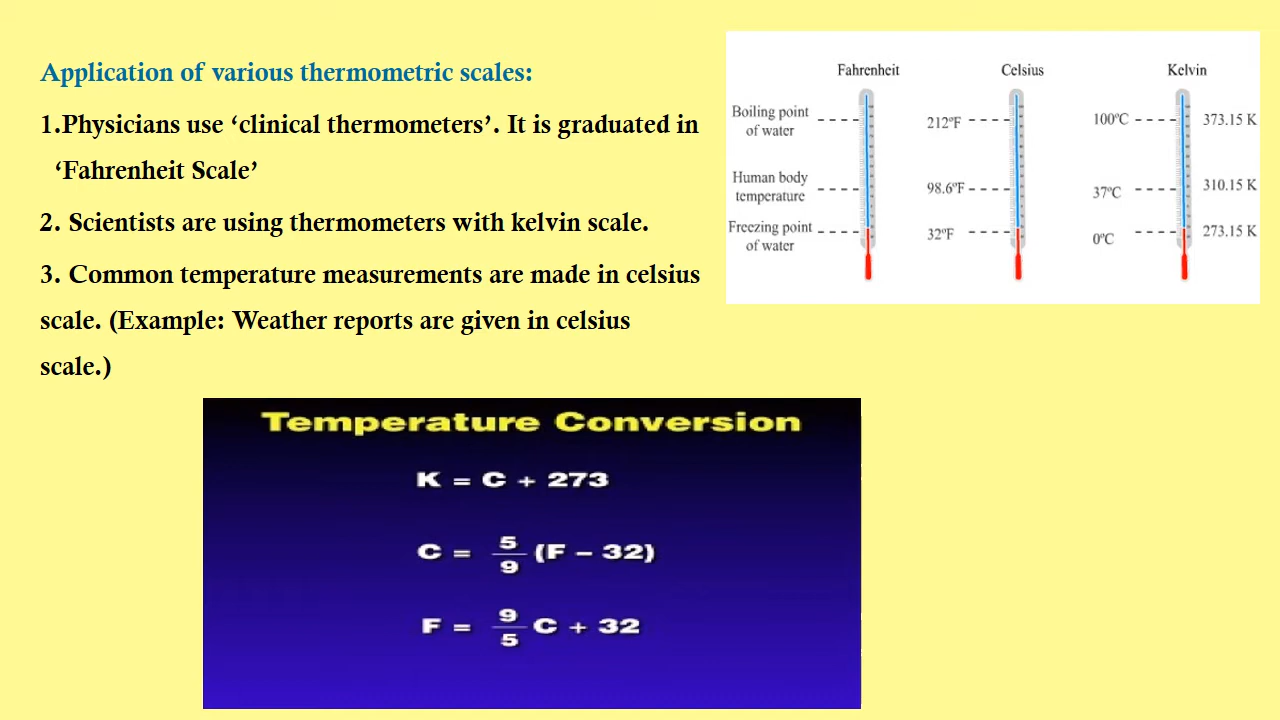 Application of various thermometric scales:
1.Physicians use ‘clinical thermometers’. It is graduated in
‘Fahrenheit Scale’
2. Scientists are using thermometers with kelvin scale.
3. Common temperature measurements are made in celsius
scale. (Example: Weather reports are given in celsius
scale.)
Fahrenheit Celsius Kelvin
Boiling point
of water
212ºF 100ºC 373.15 K
Human body
temperature
98.6ºF 37ºC 310.15 K
Freezing point
of water
32ºF 0ºC 273.15 K
Temperature Conversion
K = C + 273
C = 5/9 (F – 32)
F = 9/5 C + 32